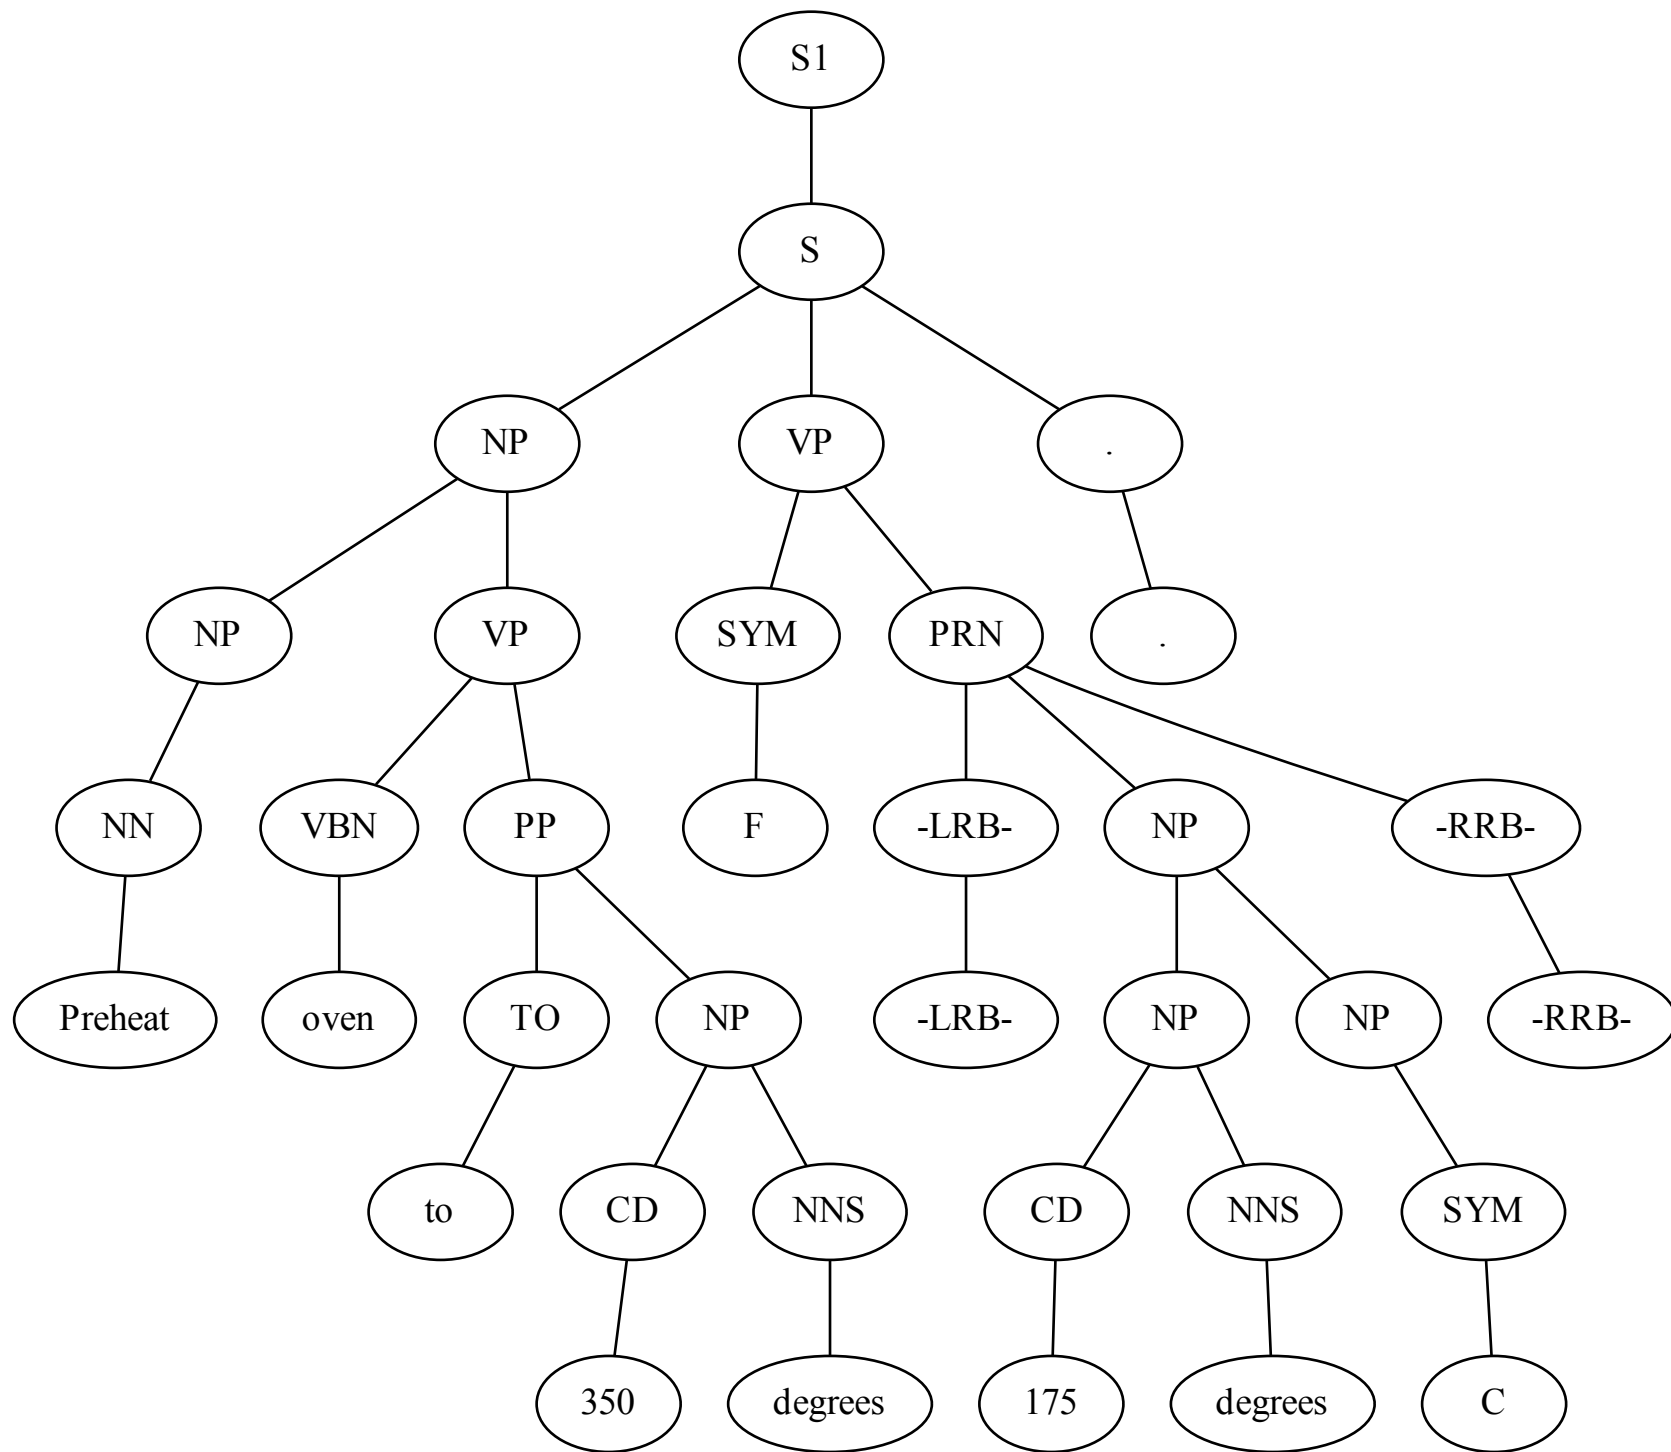 S1
S
NP VP .
NP VP SYM PRN .
NN VBN PP F -LRB- NP -RRB-
Preheat oven TO NP -LRB- NP NP -RRB-
to CD NNS CD NNS SYM
350 degrees 175 degrees C